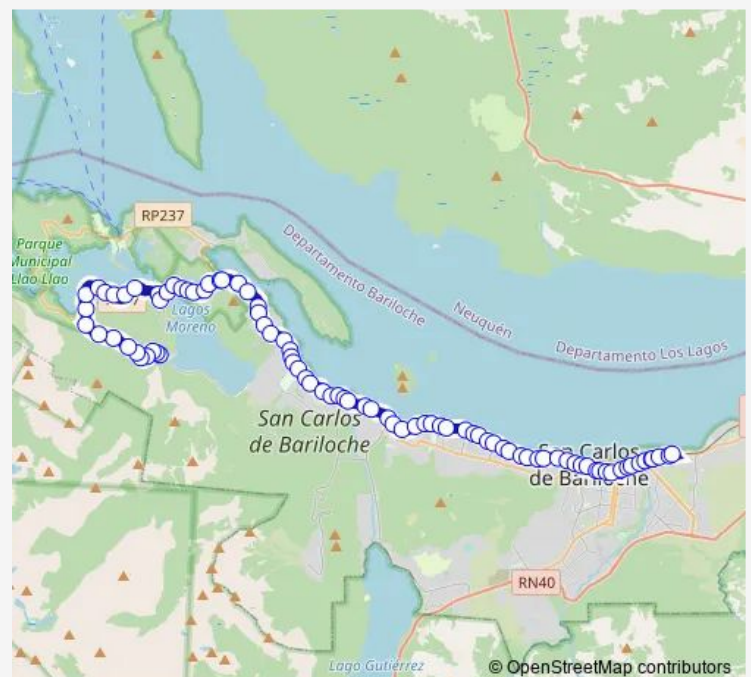 RP237
Parque
Municipal
Llao Llao
Departamento Bariloche
Neuquén
Departamento Los Lagos
Lagos
Moreno
San Carlos
de Bariloche
San Carlos
de Bariloche
RN40
Lago Gutiérrez
© OpenStreetMap contributors